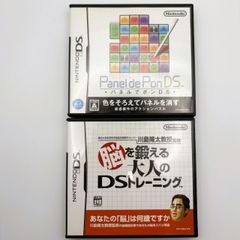 Nintendo
NINTENDO DS
Panel de Pon DS
パネルでポンDS
色をそろえてパネルを消す
A
Nintendo
NINTENDO DS
川島隆太教授監修
脳を鍛える
大人の
DSトレーニング
あなたの「脳」は何歳ですか